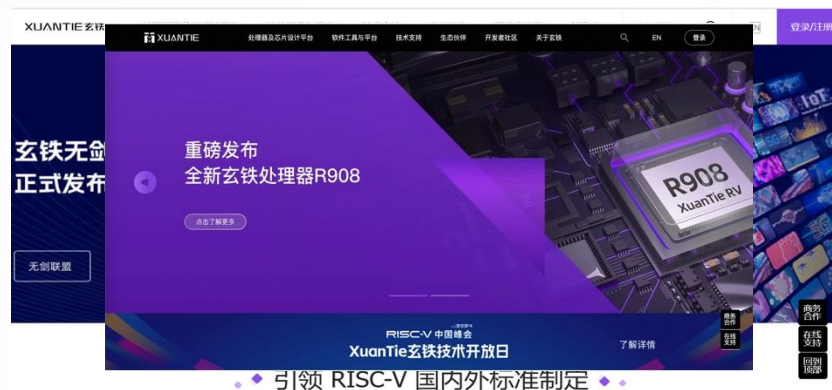 XUANTIE玄铁
EN
登录/注册
XUANTIE
处理器及芯片设计平台
软件工具与平台
技术支持
生态伙伴
开发者社区
关于玄铁
EN
登录
玄铁无剑
正式发布
无剑联盟
重磅发布
全新玄铁处理器R908
点击了解更多
R908
XuanTie RV
IoT
商务
合作
在线
支持
RISC-V 中国峰会
XuanTie玄铁技术开放日
了解详情
商务
合作
在线
支持
回到
顶部
引领 RISC-V 国内外标准制定